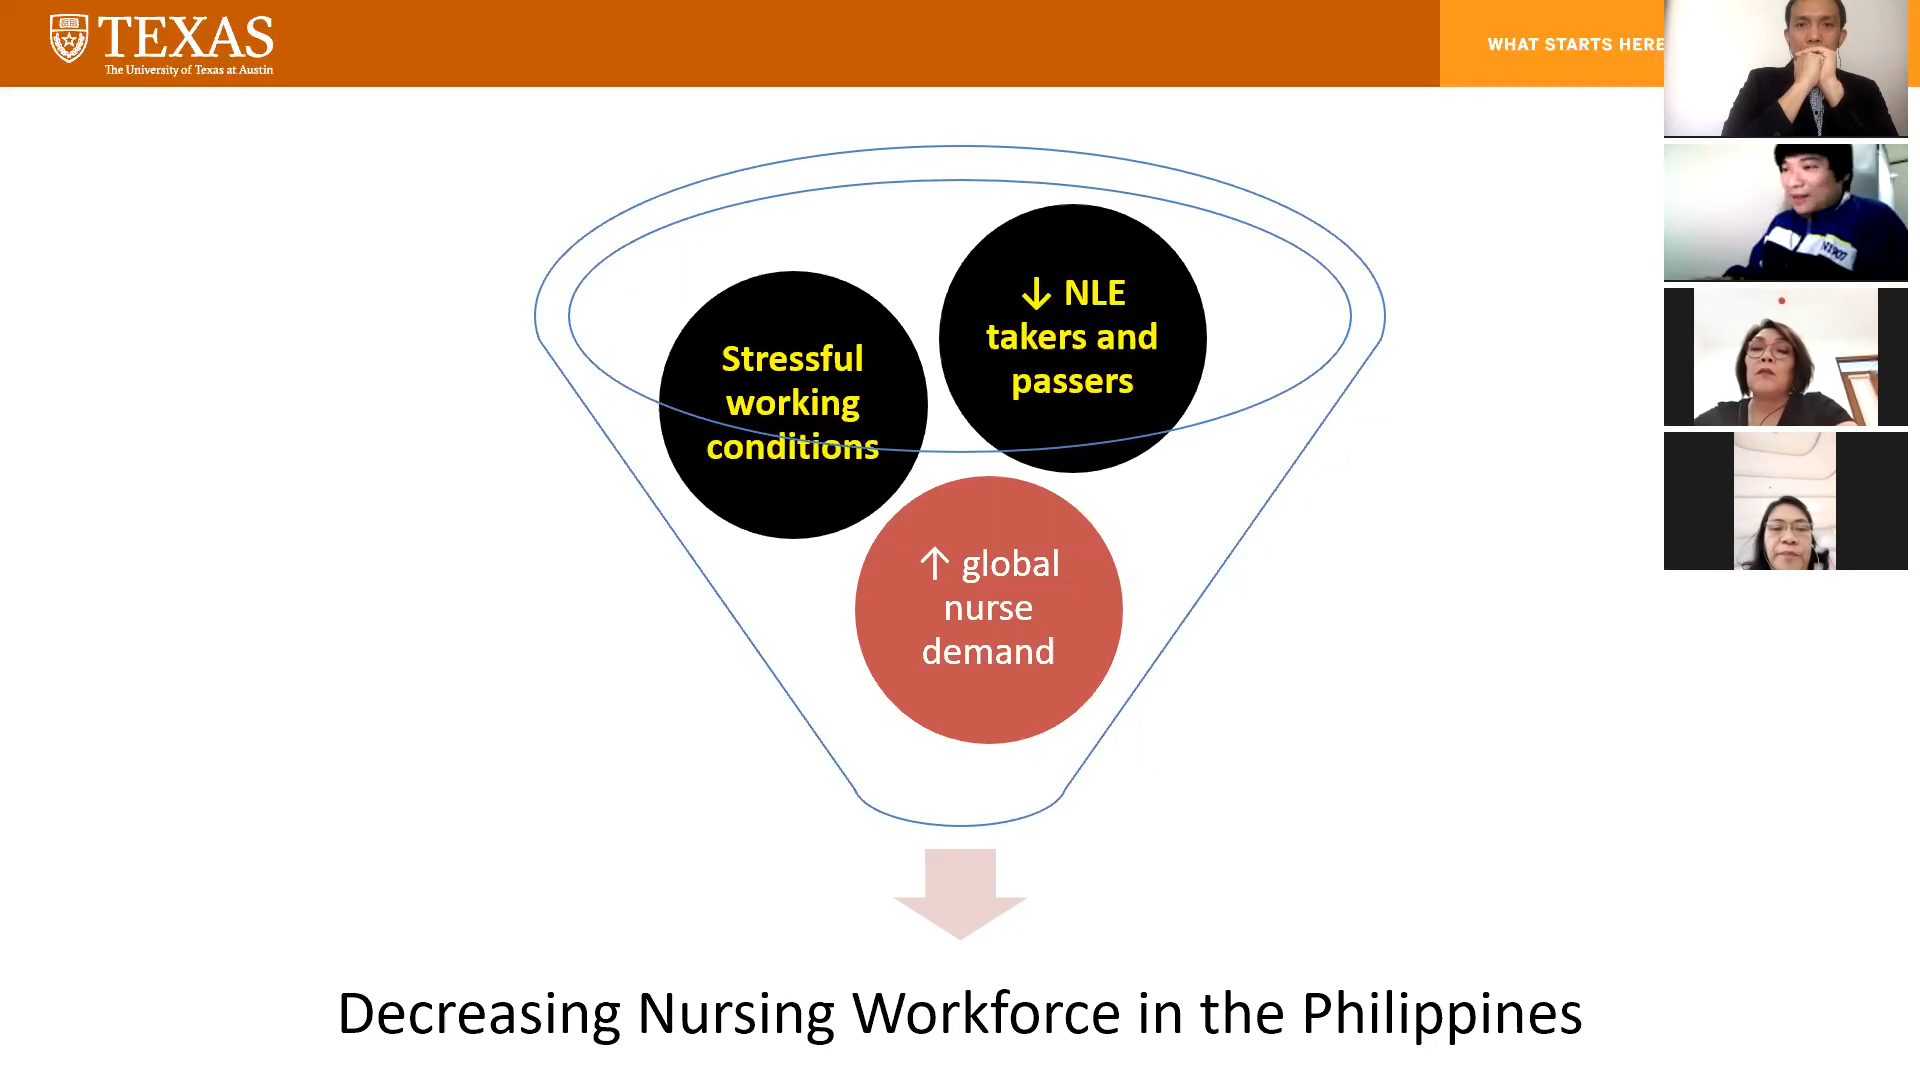 TEXAS
The University of Texas at Austin
WHAT STARTS HERE
↓ NLE
takers and
passers
Stressful
working
conditions
↑ global
nurse
demand
Decreasing Nursing Workforce in the Philippines